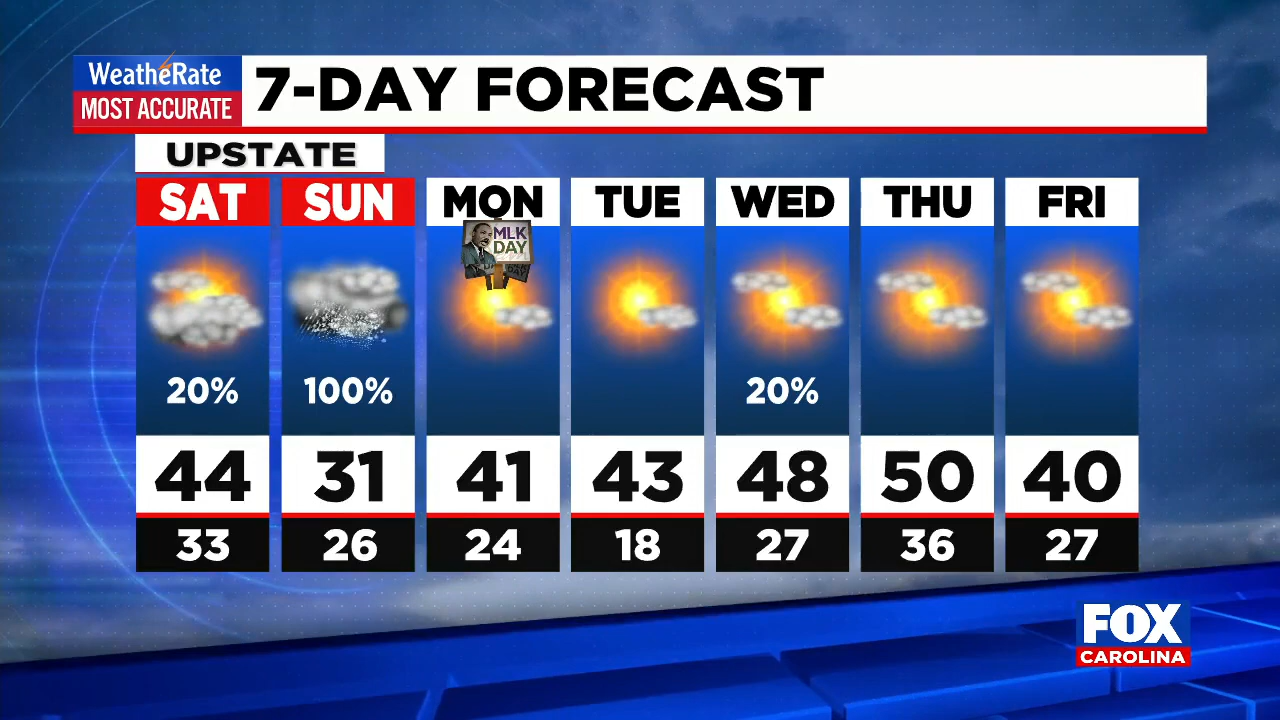 WeatheRate
MOST ACCURATE
7-DAY FORECAST
UPSTATE
SAT SUN MON TUE WED THU FRI
MLK
DAY
20% 100% 20%
44 31 41 43 48 50 40
33 26 24 18 27 36 27
FOX
CAROLINA